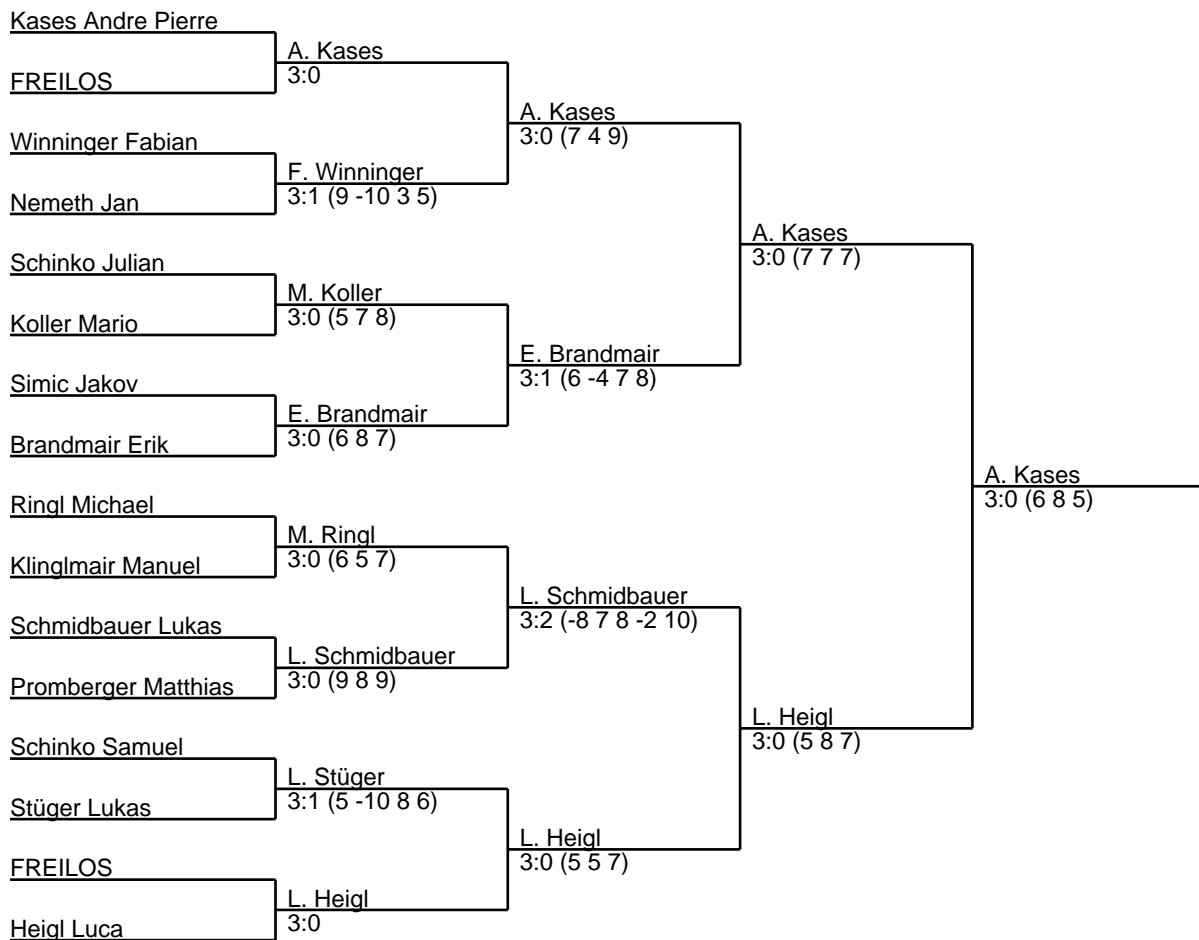 Kases Andre Pierre
A. Kases
3:0
FREILOS
A. Kases
3:0 (7 4 9)
Winninger Fabian
F. Winninger
3:1 (9 -10 3 5)
Nemeth Jan
A. Kases
3:0 (7 7 7)
Schinko Julian
M. Koller
3:0 (5 7 8)
Koller Mario
E. Brandmair
3:1 (6 -4 7 8)
Simic Jakov
E. Brandmair
3:0 (6 8 7)
Brandmair Erik
A. Kases
3:0 (6 8 5)
Ringl Michael
M. Ringl
3:0 (6 5 7)
Klinglmair Manuel
L. Schmidbauer
3:2 (-8 7 8 -2 10)
Schmidbauer Lukas
L. Schmidbauer
3:0 (9 8 9)
Promberger Matthias
L. Heigl
3:0 (5 8 7)
Schinko Samuel
L. Stüger
3:1 (5 -10 8 6)
Stüger Lukas
L. Heigl
3:0 (5 5 7)
FREILOS
L. Heigl
3:0
Heigl Luca